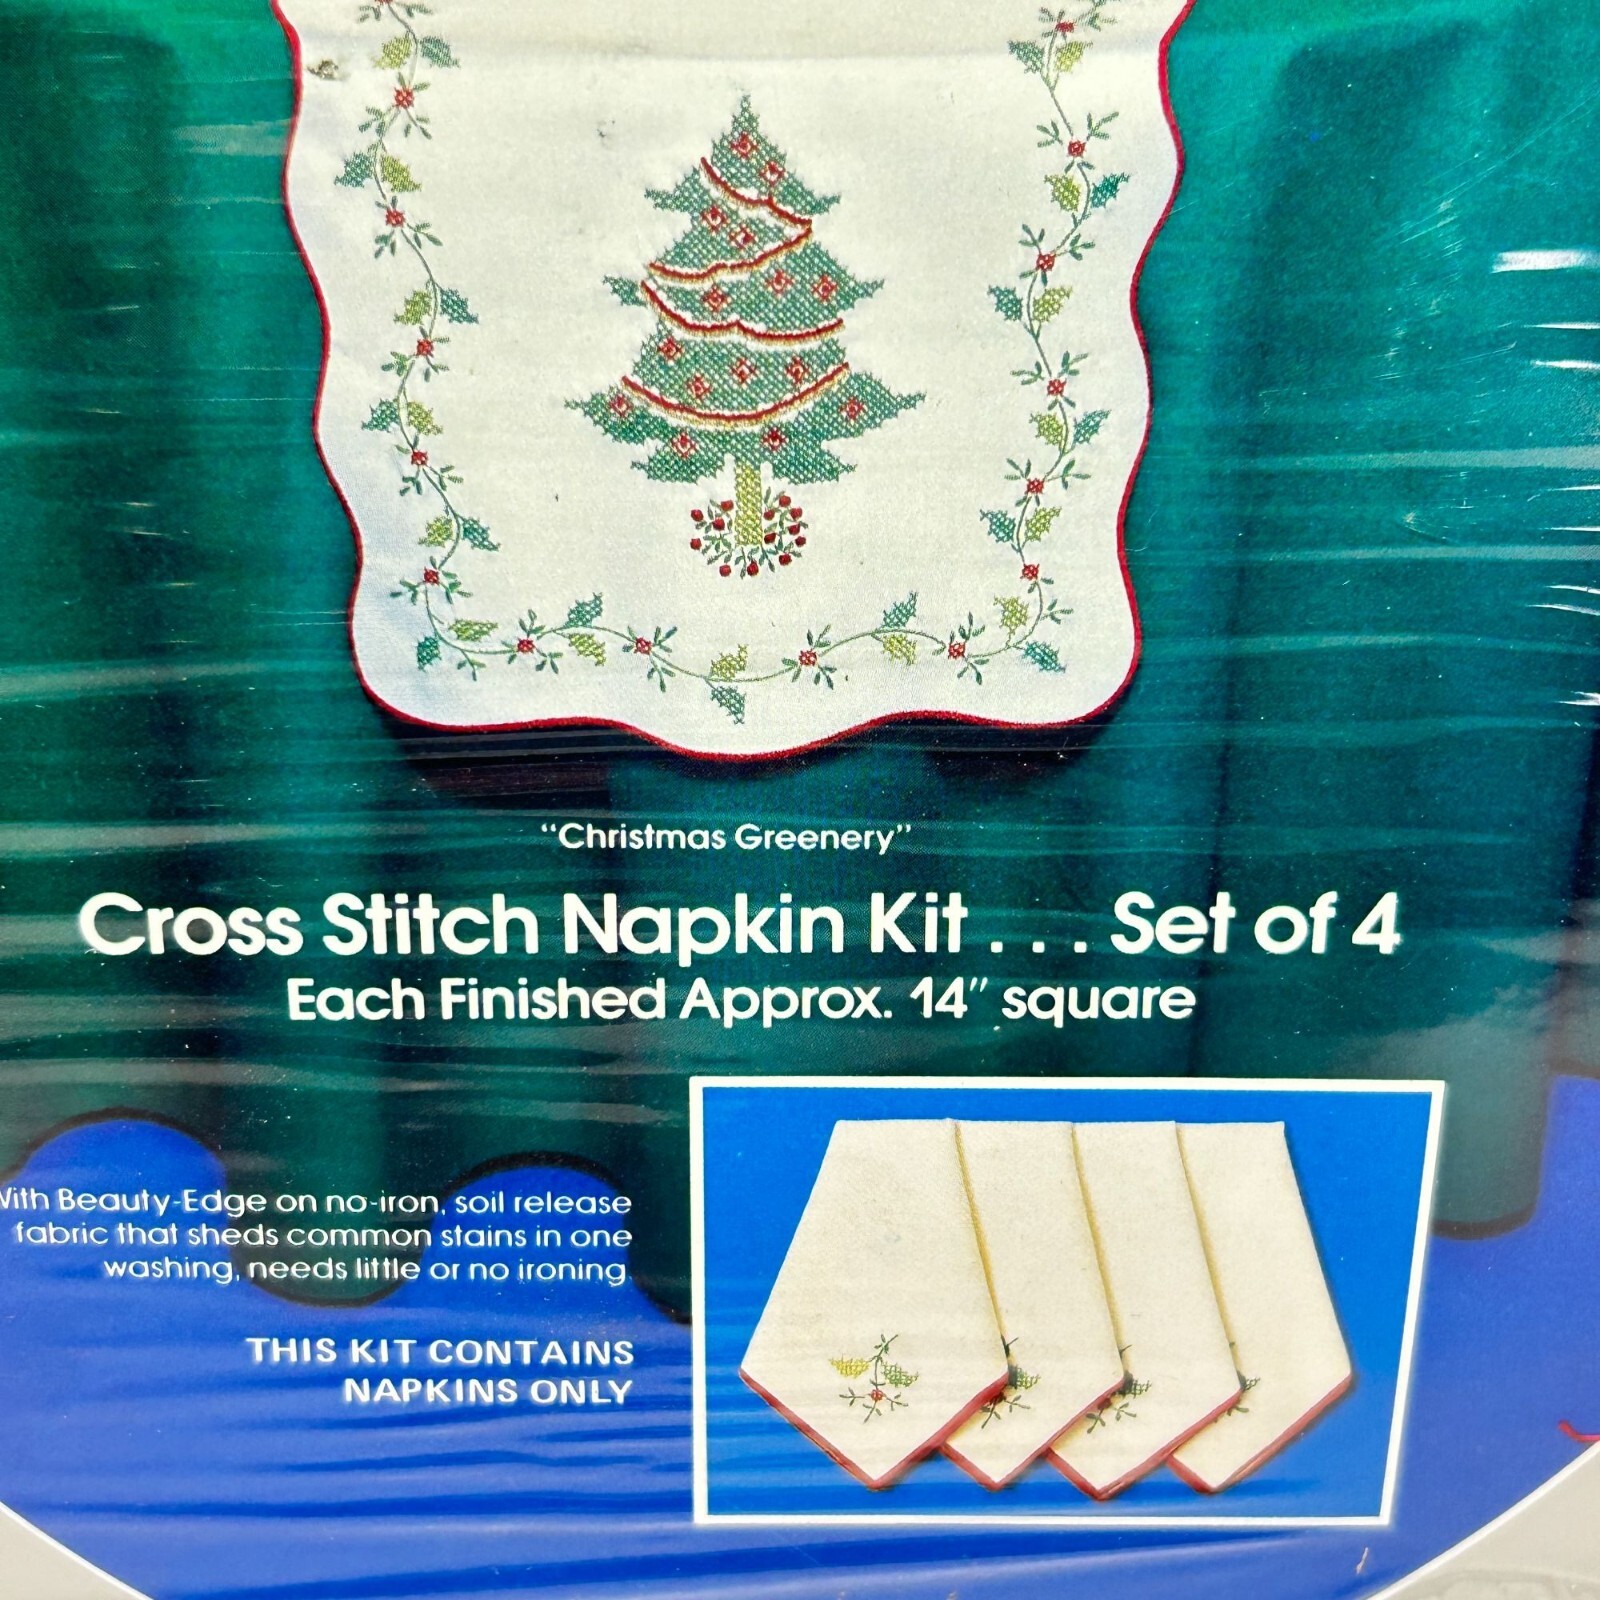 "Christmas Greenery"
Cross Stitch Napkin Kit . . . Set of 4
Each Finished Approx. 14" square
With Beauty-Edge on no-iron, soil release
fabric that sheds common stains in one
washing, needs little or no ironing.
THIS KIT CONTAINS
NAPKINS ONLY